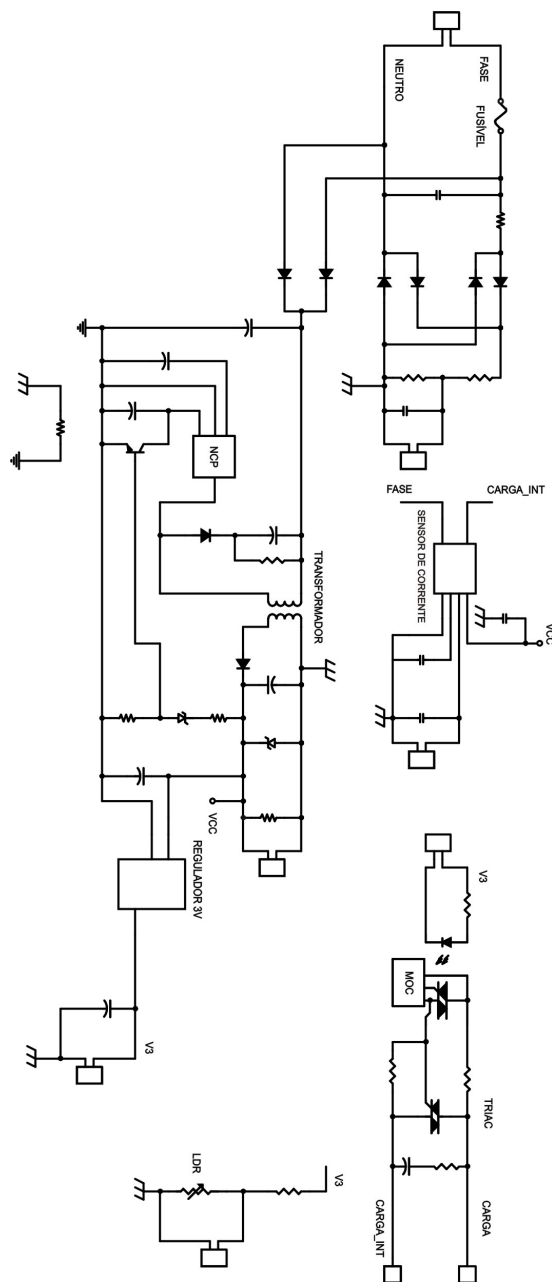 FASE
FUSÍVEL
NEUTRO
FASE
CARGA_INT
SENSOR DE CORRENTE
VCC
NCP
TRANSFORMADOR
VCC
REGULADOR 3V
V3
V3
MOC
TRIAC
CARGA
CARGA_INT
V3
LDR